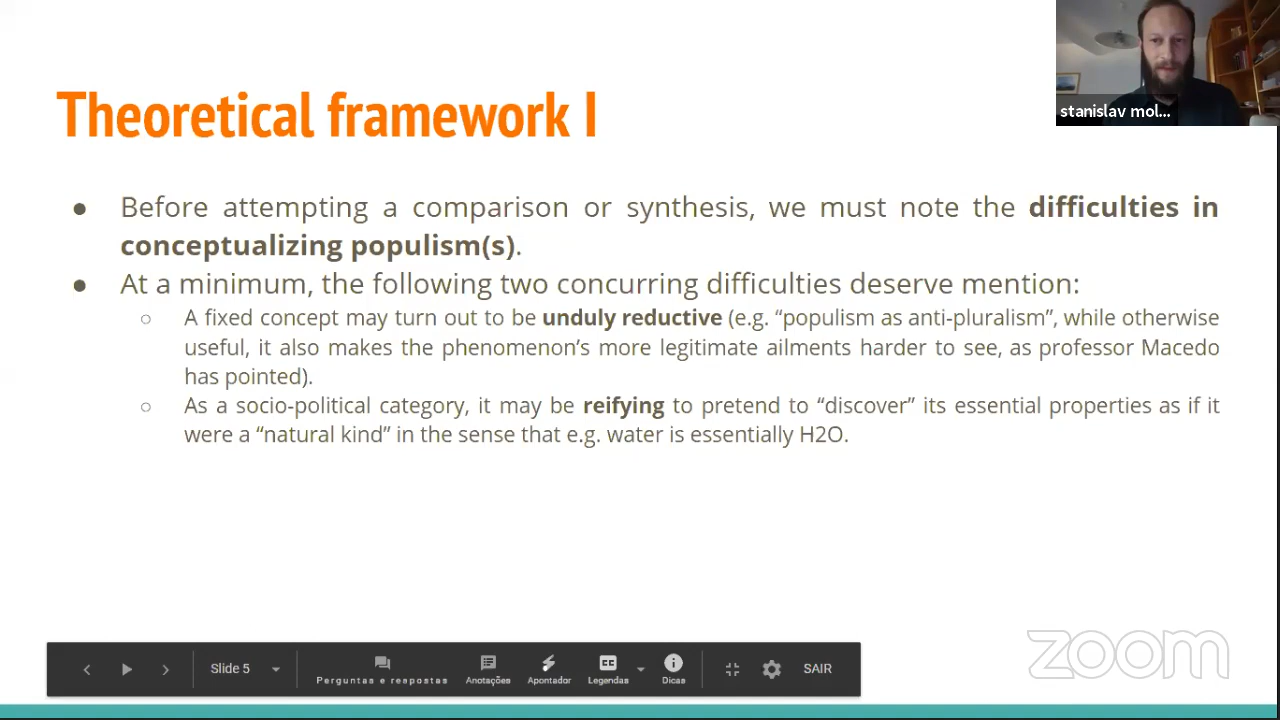 stanislav mol...
Theoretical framework I
● Before attempting a comparison or synthesis, we must note the difficulties in
conceptualizing populism(s).
● At a minimum, the following two concurring difficulties deserve mention:
○ A fixed concept may turn out to be unduly reductive (e.g. “populism as anti-pluralism”, while otherwise
useful, it also makes the phenomenon’s more legitimate ailments harder to see, as professor Macedo
has pointed).
○ As a socio-political category, it may be reifying to pretend to “discover” its essential properties as if it
were a “natural kind” in the sense that e.g. water is essentially H2O.
zoom
Slide 5 Perguntas e respostas Anotações Apontador CC Legendas Dicas SAIR